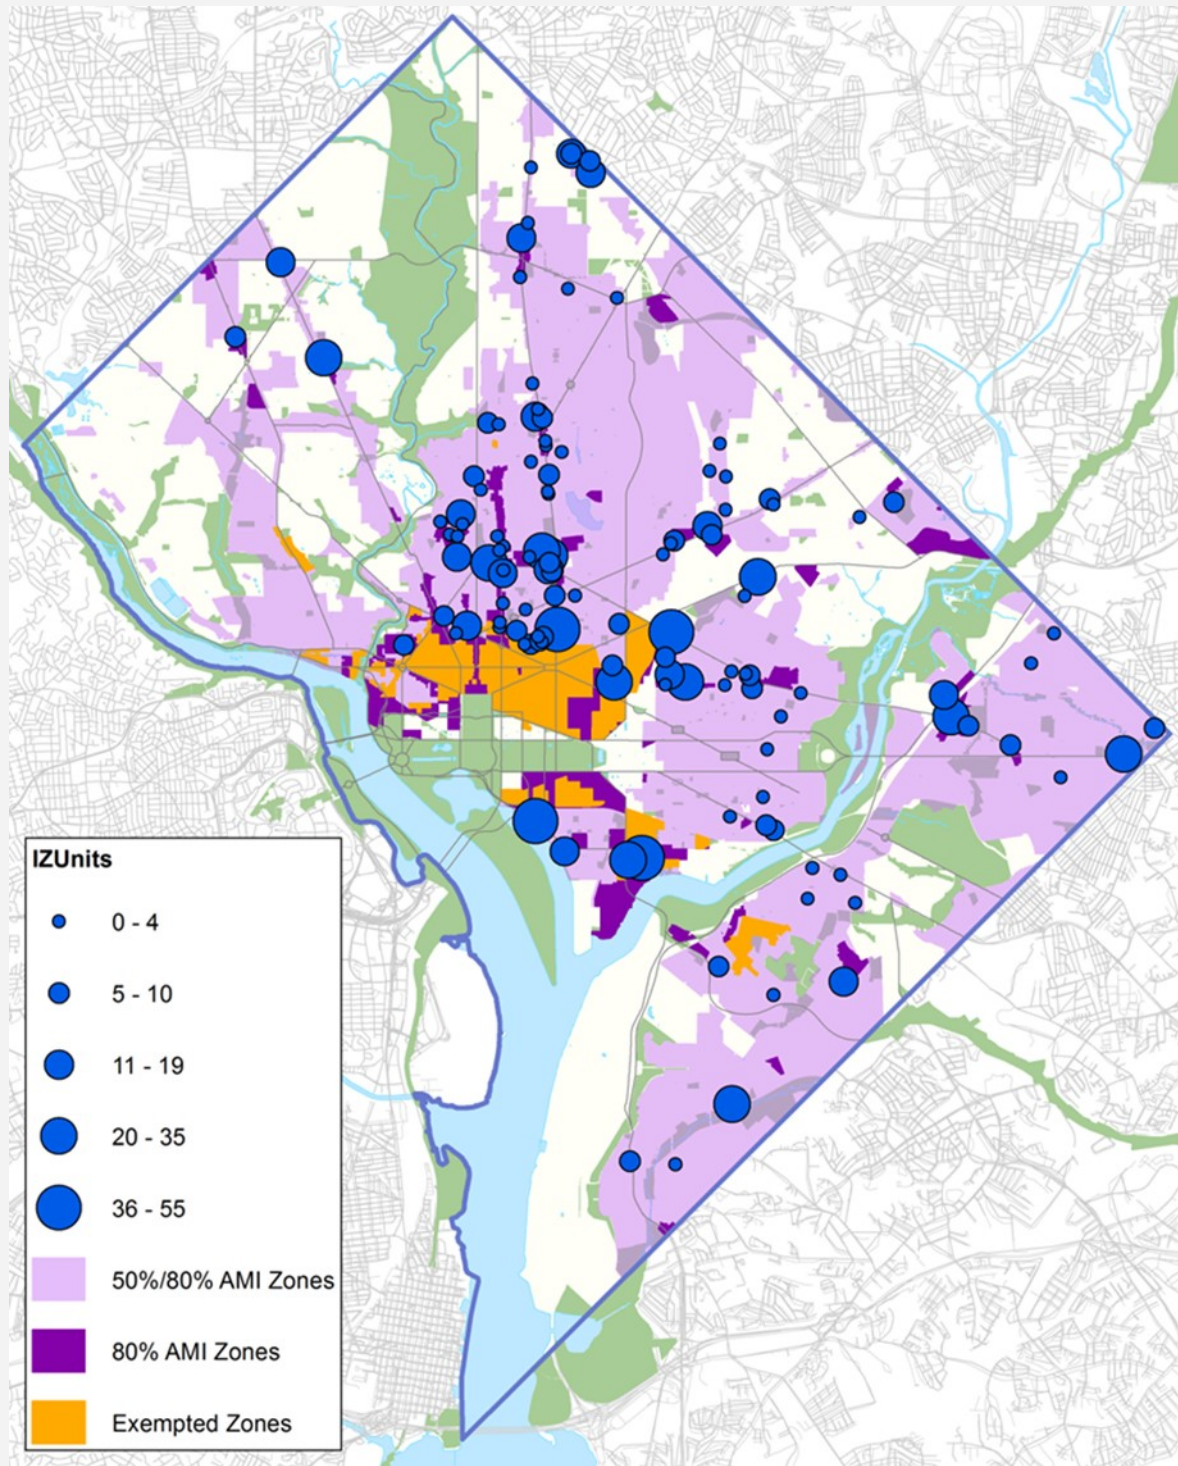 IZUnits
0 - 4
5 - 10
11 - 19
20 - 35
36 - 55
50%/80% AMI Zones
80% AMI Zones
Exempted Zones